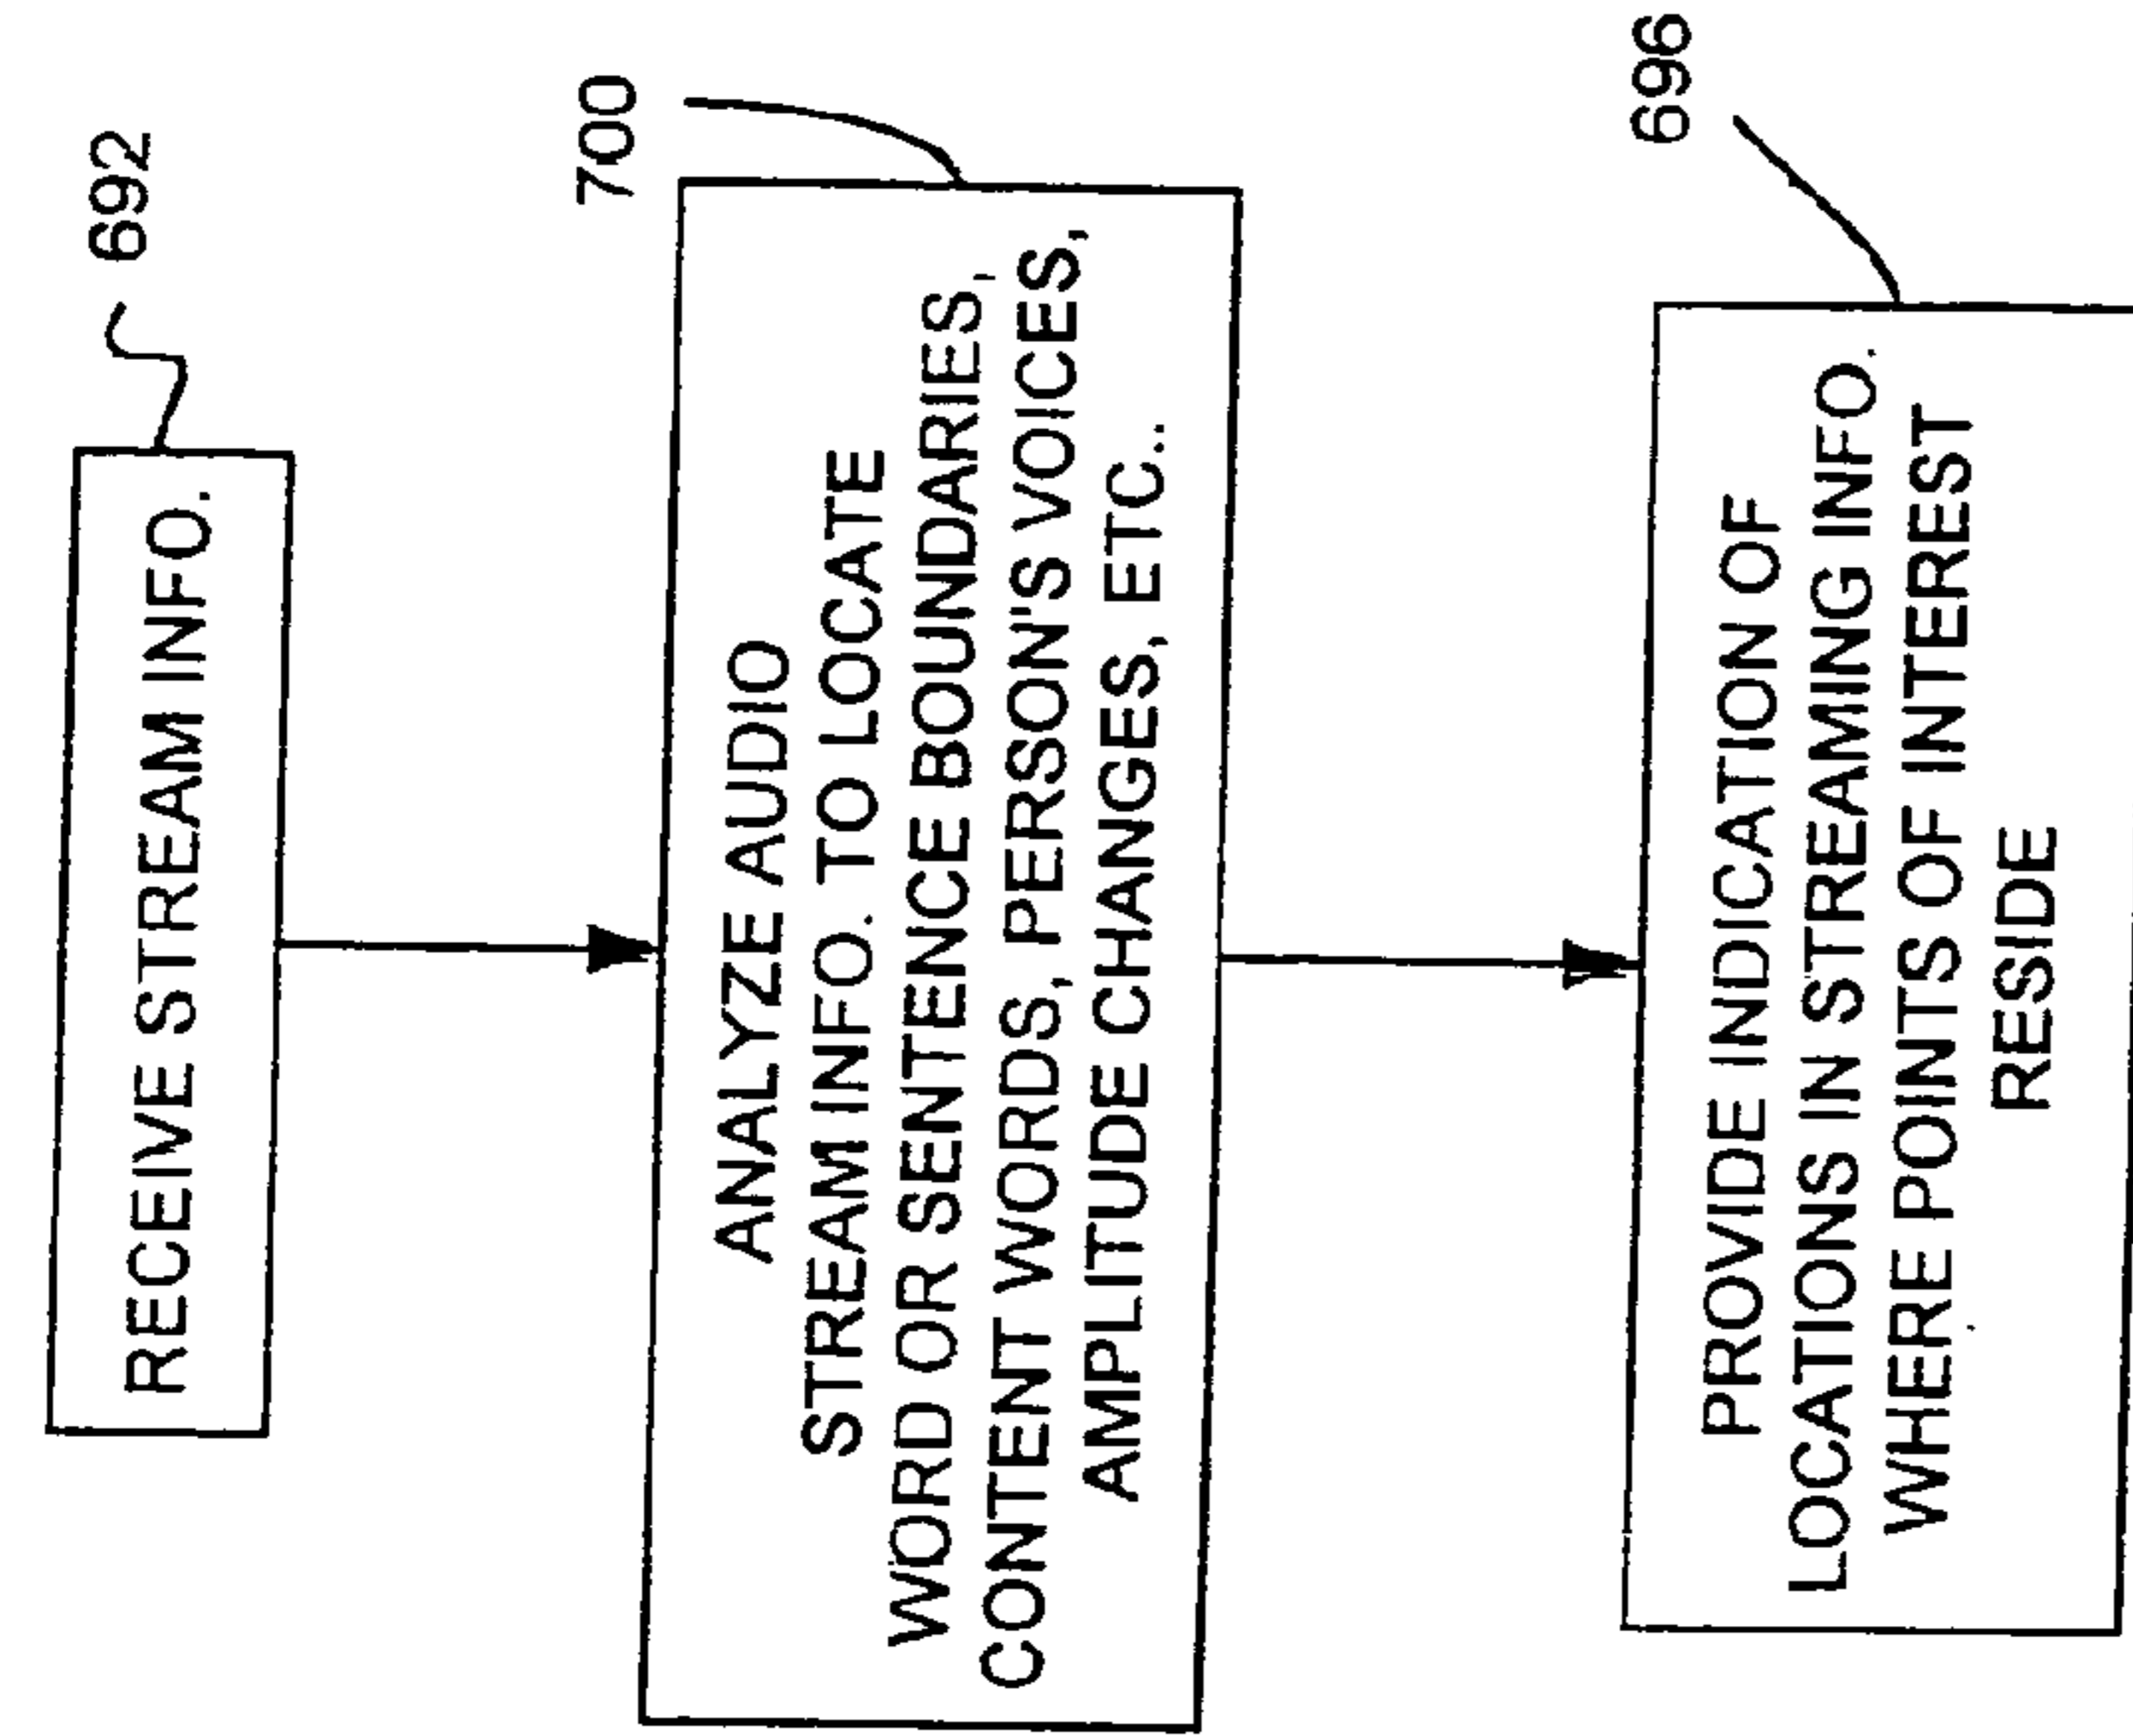 692
RECEIVE STREAM INFO.
700
ANALYZE AUDIO
STREAM INFO. TO LOCATE
WORD OR SENTENCE BOUNDARIES,
CONTENT WORDS, PERSON'S VOICES,
AMPLITUDE CHANGES, ETC..
696
PROVIDE INDICATION OF
LOCATIONS IN STREAMING INFO.
WHERE POINTS OF INTEREST
RESIDE